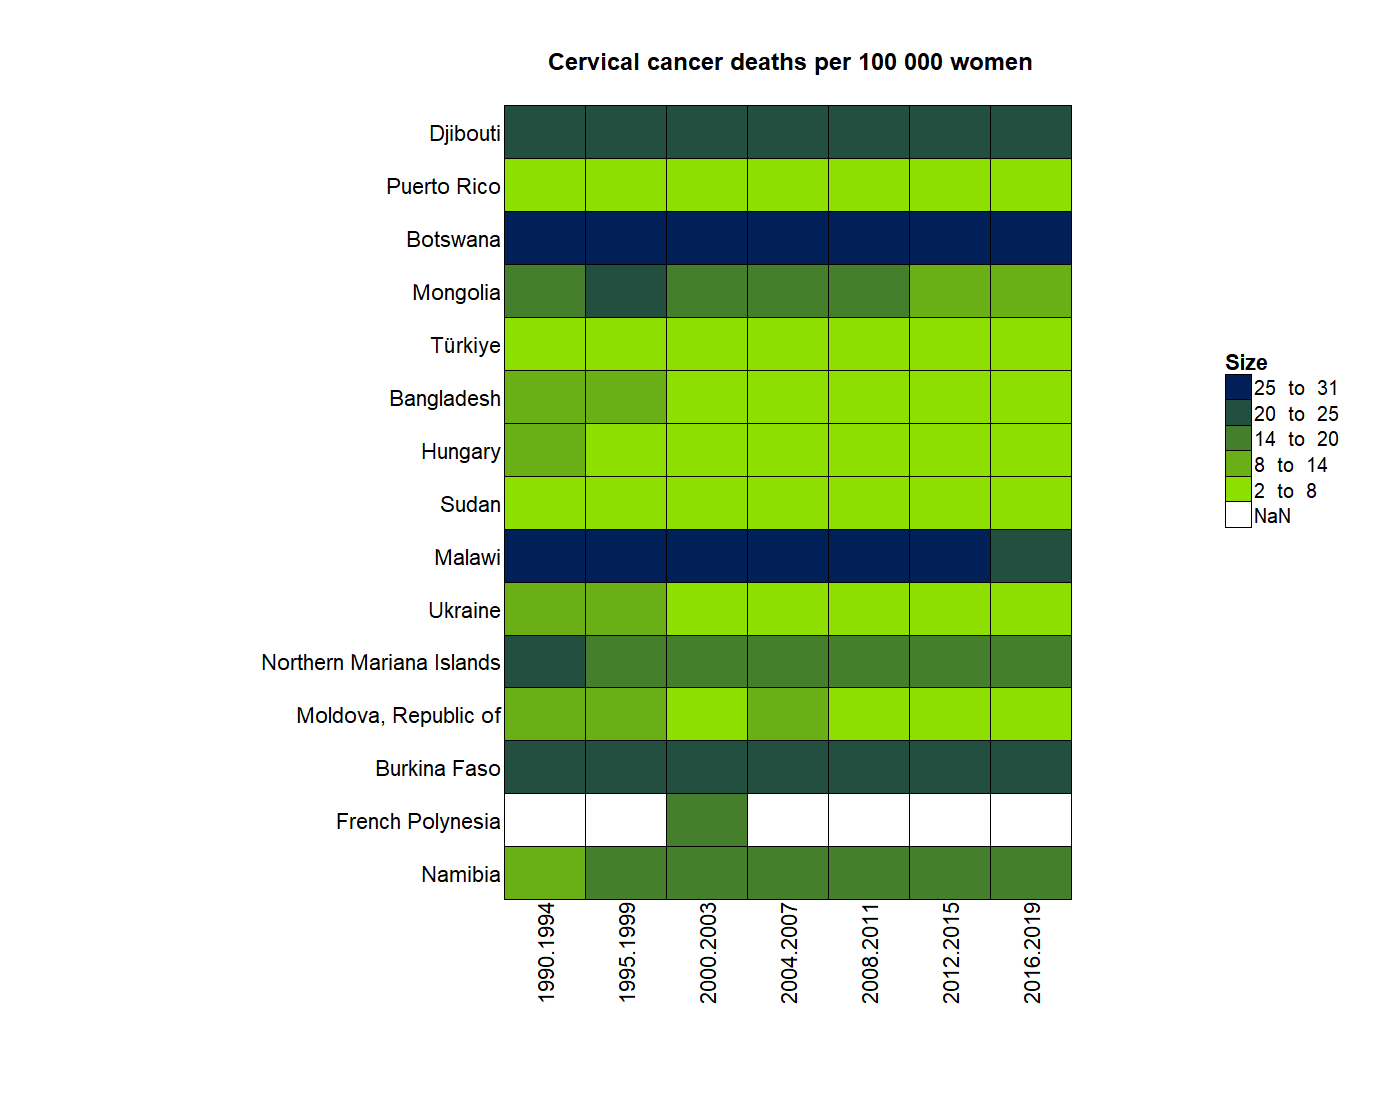 Cervical cancer deaths per 100 000 women
Djibouti
Puerto Rico
Botswana
Mongolia
Türkiye
Bangladesh
Hungary
Sudan
Malawi
Ukraine
Northern Mariana Islands
Moldova, Republic of
Burkina Faso
French Polynesia
Namibia
1990.1994
1995.1999
2000.2003
2004.2007
2008.2011
2012.2015
2016.2019
Size
25 to 31
20 to 25
14 to 20
8 to 14
2 to 8
NaN